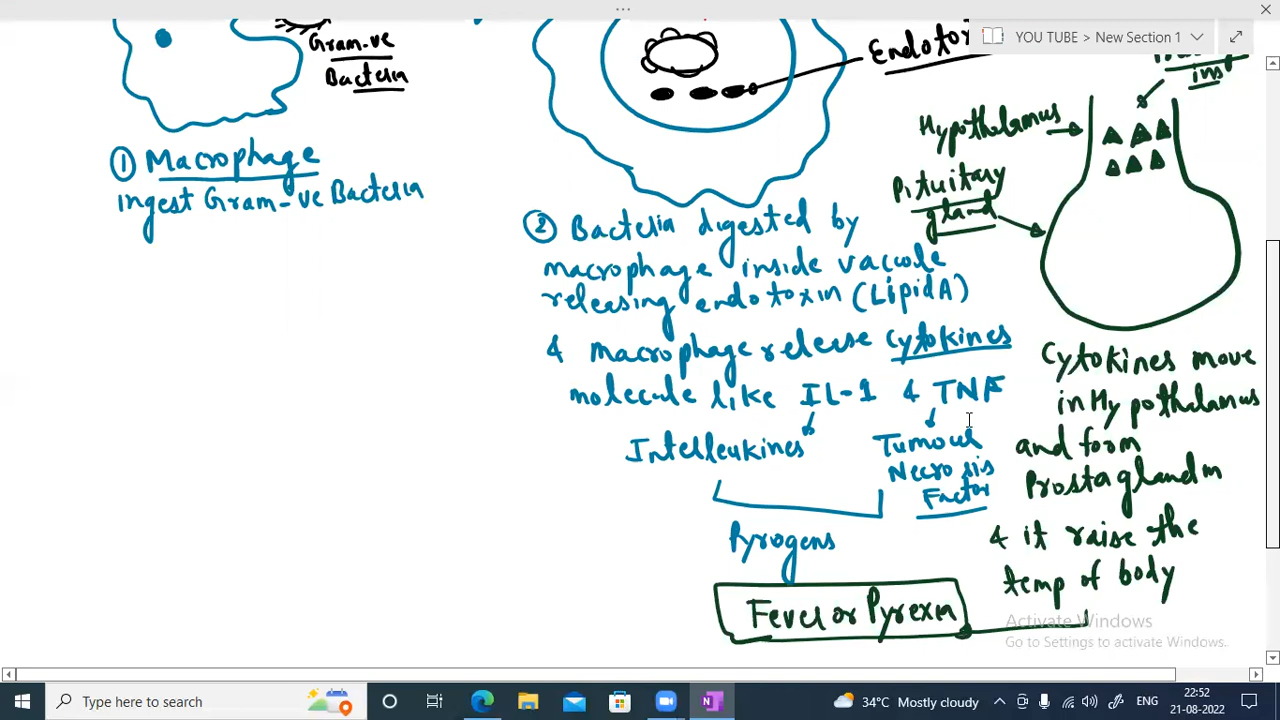 YOU TUBE > New Section 1
Gram-ve
Bacteria
① Macrophage
ingest Gram-ve Bacteria
② Bacteria digested by
macrophage inside vacuole
releasing endotoxin (Lipid A)
& macrophage release Cytokines
molecule like IL-1 & TNF
Interleukines
Tumour
Necrosis
Factor
Pyrogens
Fever or Pyrexia
Hypothalamus
Pituitary
gland
Cytokines move
in Hypothalamus
and form
Prostaglandin
& it raise the
temp of body
Activate Windows
Go to Settings to activate Windows.
Type here to search
34°C Mostly cloudy
ENG
22:52
21-08-2022